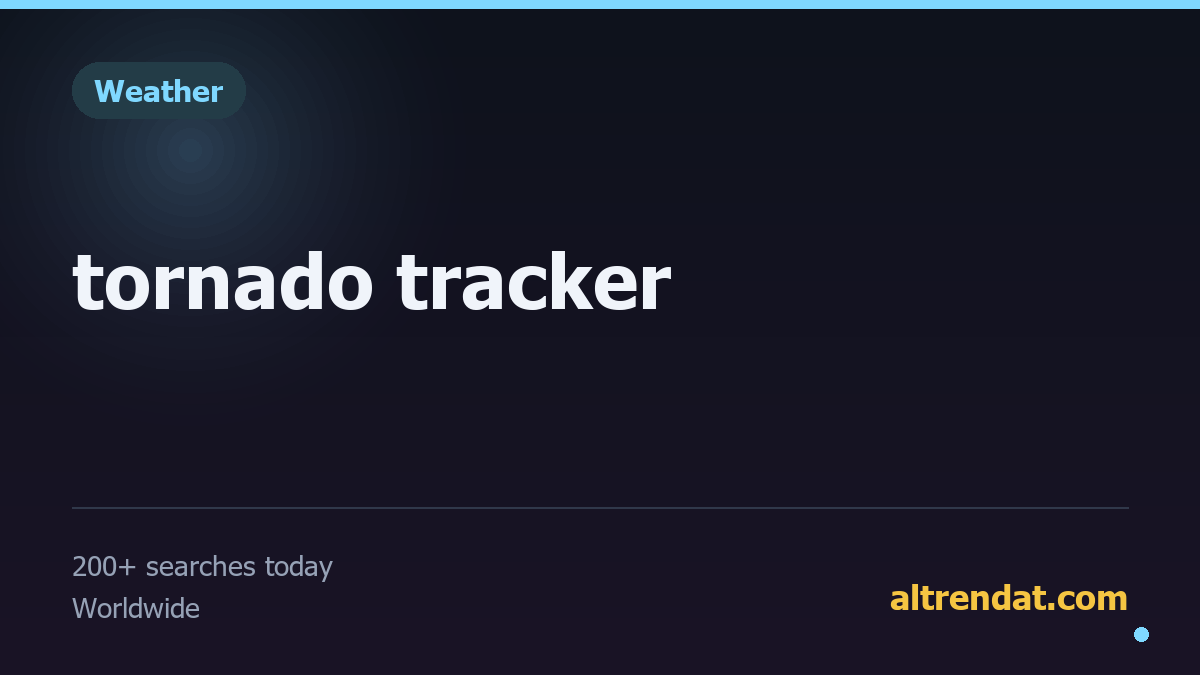 Weather
tornado tracker
200+ searches today
Worldwide
altrendat.com